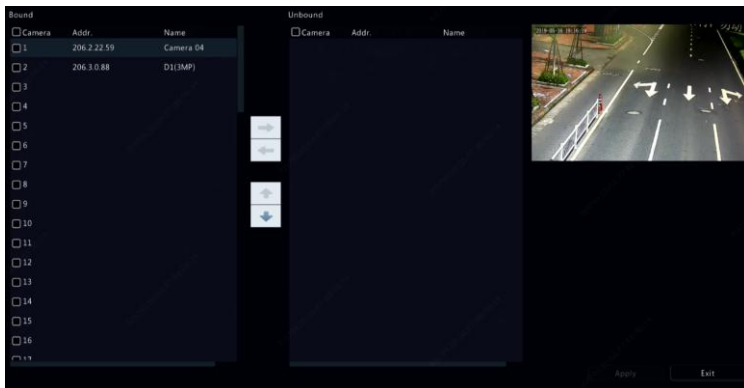 Bound
Unbound
Camera Addr. Name
Camera Addr. Name
1 206.2.22.59 Camera 04
2 206.3.0.88 D1(3MP)
3
4
5
6
7
8
9
10
11
12
13
14
15
16
17
Apply
Exit